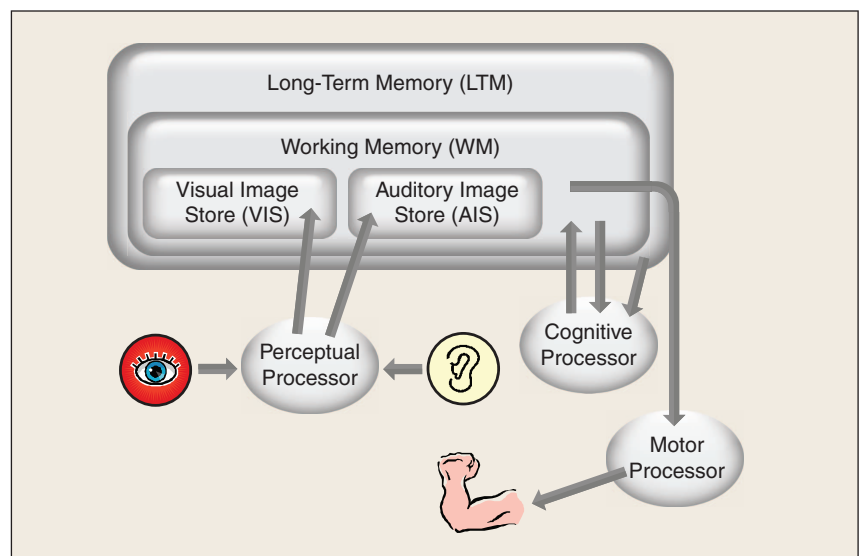 Long-Term Memory (LTM)
Working Memory (WM)
Visual Image
Store (VIS)
Auditory Image
Store (AIS)
Perceptual
Processor
Cognitive
Processor
Motor
Processor